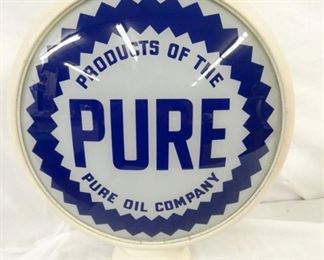 PRODUCTS OF THE
PURE
PURE OIL COMPANY